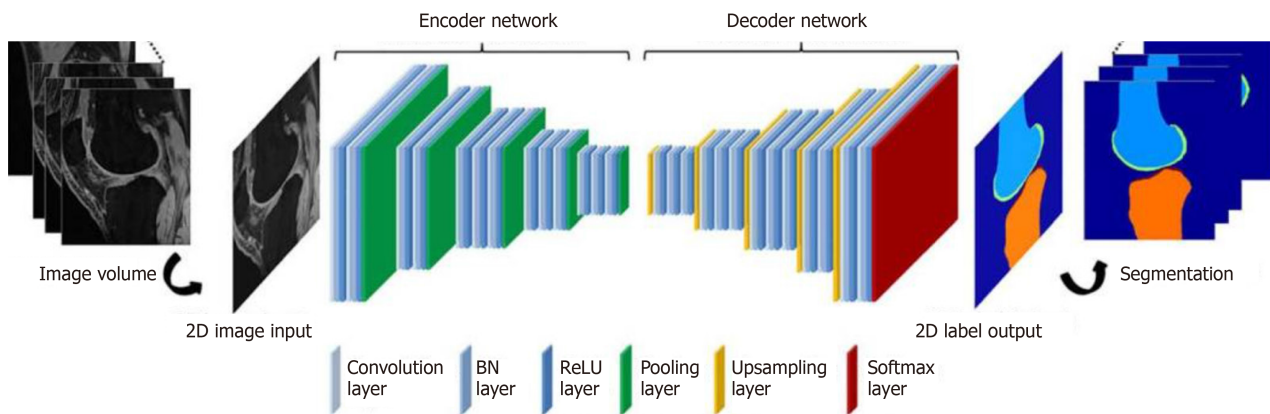 Encoder network
Decoder network
Image volume
2D image input
2D label output
Segmentation
Convolution
layer
BN
layer
ReLU
layer
Pooling
layer
Upsampling
layer
Softmax
layer